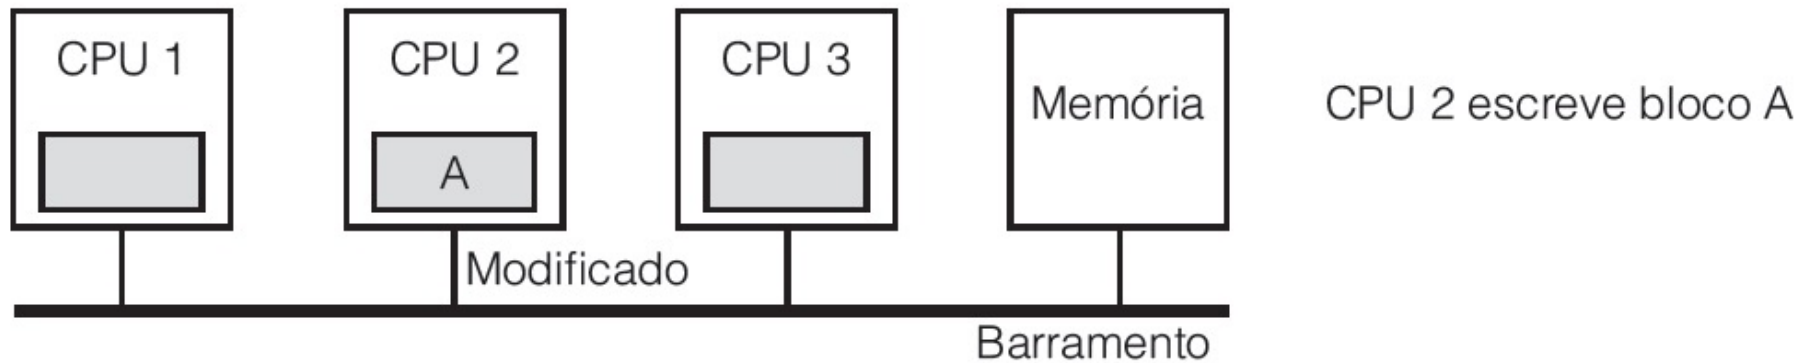 CPU 1
CPU 2
CPU 3
Memória
CPU 2 escreve bloco A
A
Modificado
Barramento